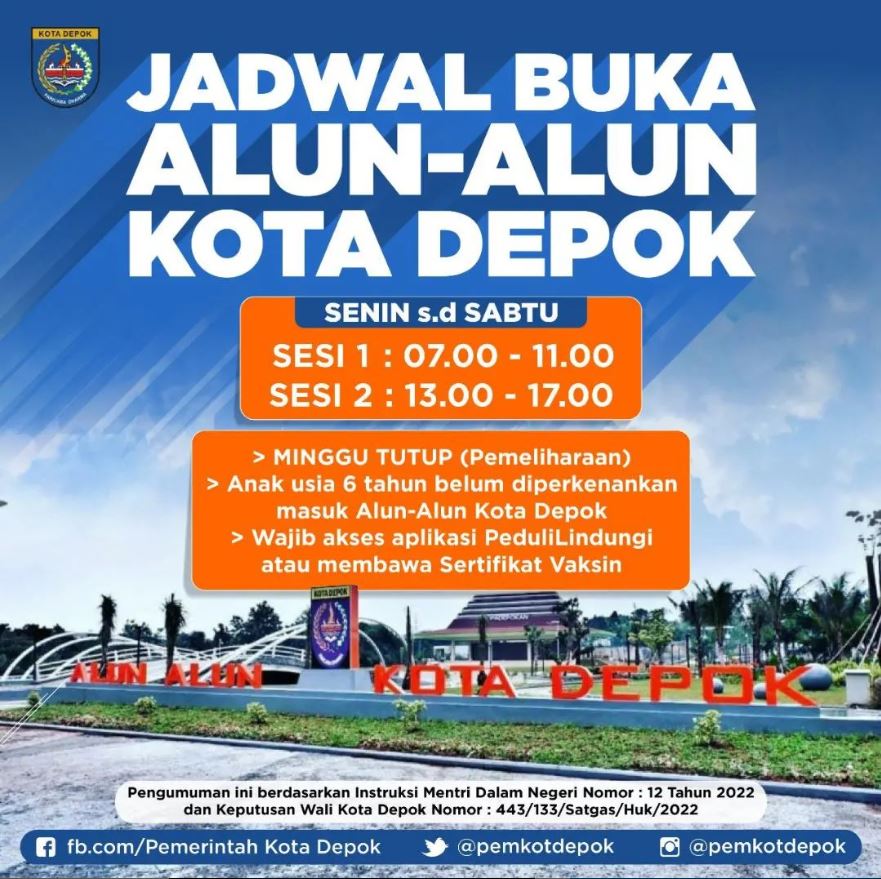 KOTA DEPOK
PARICARA DHARMA
JADWAL BUKA
ALUN-ALUN
KOTA DEPOK
SENIN s.d SABTU
SESI 1 : 07.00 - 11.00
SESI 2 : 13.00 - 17.00
> MINGGU TUTUP (Pemeliharaan)
> Anak usia 6 tahun belum diperkenankan
masuk Alun-Alun Kota Depok
> Wajib akses aplikasi PeduliLindungi
atau membawa Sertifikat Vaksin
KOTA DEPOK
PADEPOKAN
ALUN ALUN KOTA DEPOK
Pengumuman ini berdasarkan Instruksi Mentri Dalam Negeri Nomor : 12 Tahun 2022
dan Keputusan Wali Kota Depok Nomor : 443/133/Satgas/Huk/2022
fb.com/Pemerintah Kota Depok @pemkotdepok @pemkotdepok